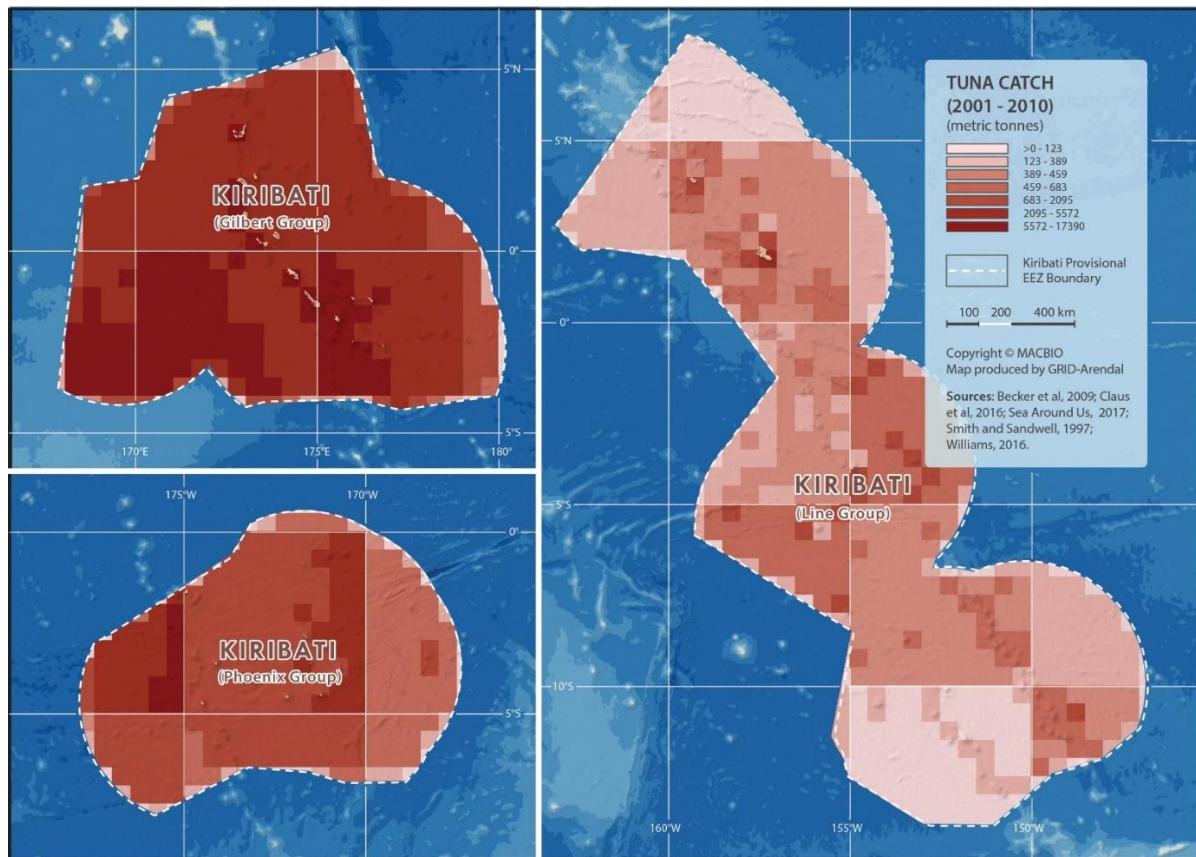 5°N
KIRIBATI
(Gilbert Group)
0°
5°S
170°E
175°E
180°
175°W
170°W
0°
KIRIBATI
(Phoenix Group)
5°S
5°N
0°
KIRIBATI
(Line Group)
5°S
10°S
160°W
155°W
150°W
TUNA CATCH
(2001 - 2010)
(metric tonnes)
>0 - 123
123 - 389
389 - 459
459 - 683
683 - 2095
2095 - 5572
5572 - 17390
Kiribati Provisional
EEZ Boundary
100 200 400 km
Copyright © MACBIO
Map produced by GRID-Arendal
Sources: Becker et al, 2009; Claus
et al, 2016; Sea Around Us, 2017;
Smith and Sandwell, 1997;
Williams, 2016.